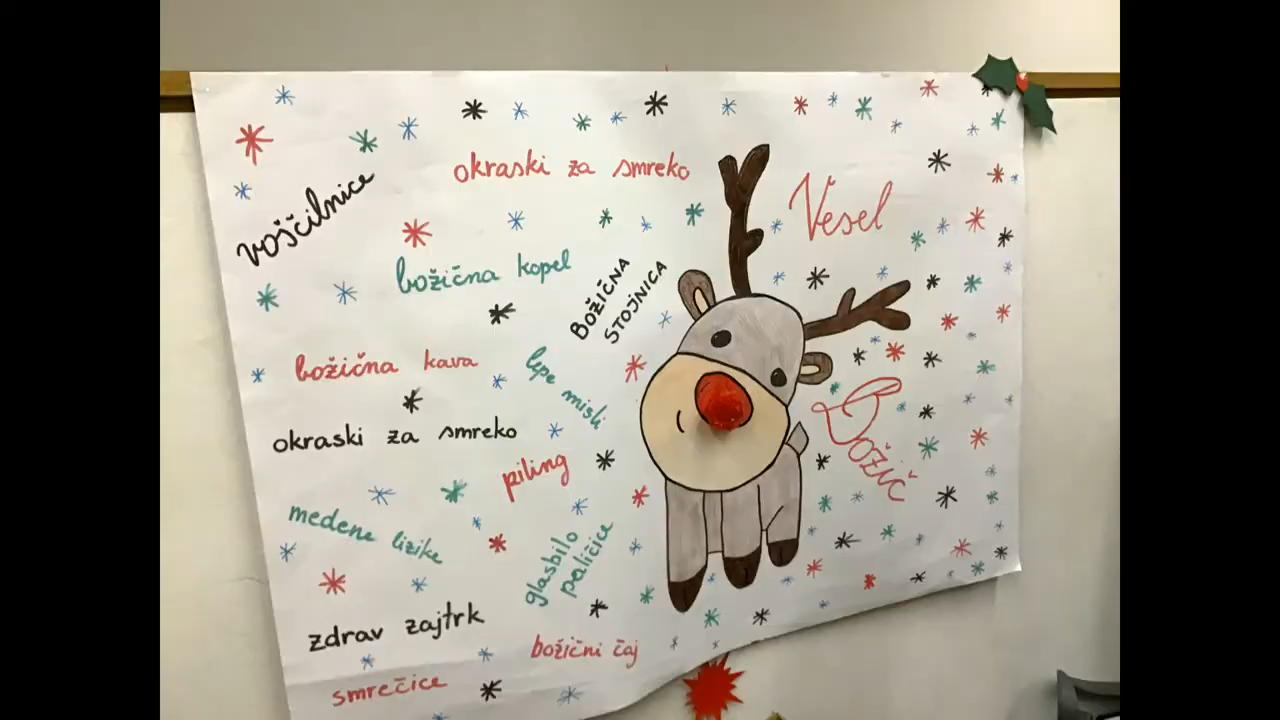 okraski za smreko
voščilnice
Vesel
božična kopel
BOŽIČNA
STOJNICA
božična kava
lepe misli
Božič
okraski za smreko
piling
medene lizike
glasbilo
paličice
zdrav zajtrk
božični čaj
smrečice